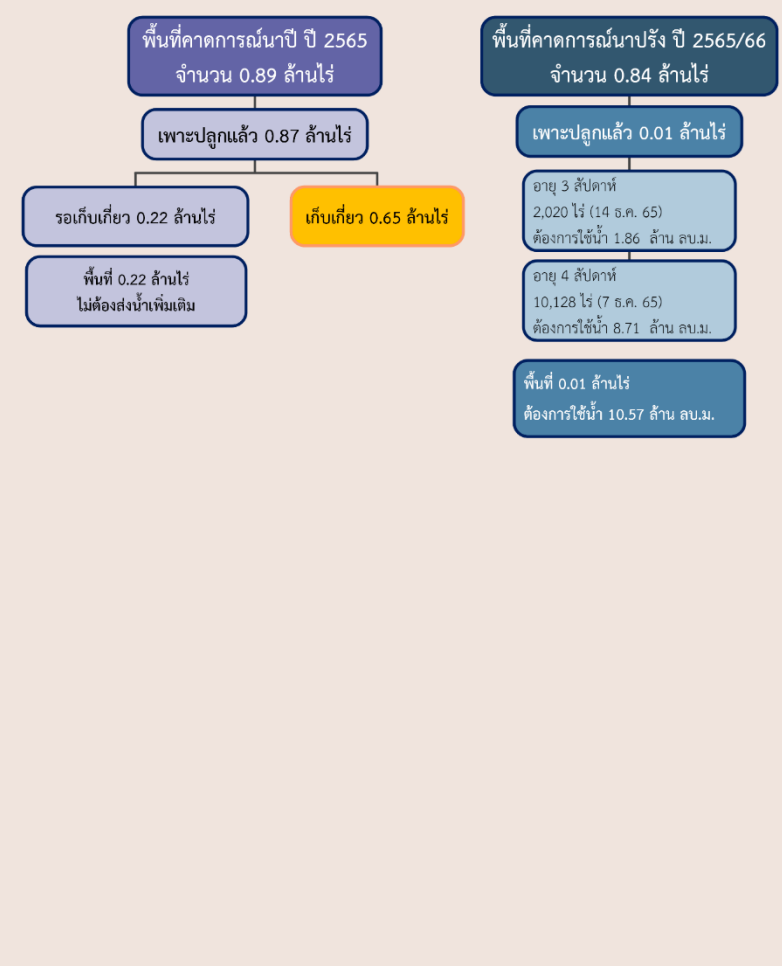 พื้นที่คาดการณ์นาปี ปี 2565
จำนวน 0.89 ล้านไร่
เพาะปลูกแล้ว 0.87 ล้านไร่
รอเก็บเกี่ยว 0.22 ล้านไร่
เก็บเกี่ยว 0.65 ล้านไร่
พื้นที่ 0.22 ล้านไร่
ไม่ต้องส่งน้ำเพิ่มเติม
พื้นที่คาดการณ์นาปรัง ปี 2565/66
จำนวน 0.84 ล้านไร่
เพาะปลูกแล้ว 0.01 ล้านไร่
อายุ 3 สัปดาห์
2,020 ไร่ (14 ธ.ค. 65)
ต้องการใช้น้ำ 1.86 ล้าน ลบ.ม.
อายุ 4 สัปดาห์
10,128 ไร่ (7 ธ.ค. 65)
ต้องการใช้น้ำ 8.71 ล้าน ลบ.ม.
พื้นที่ 0.01 ล้านไร่
ต้องการใช้น้ำ 10.57 ล้าน ลบ.ม.